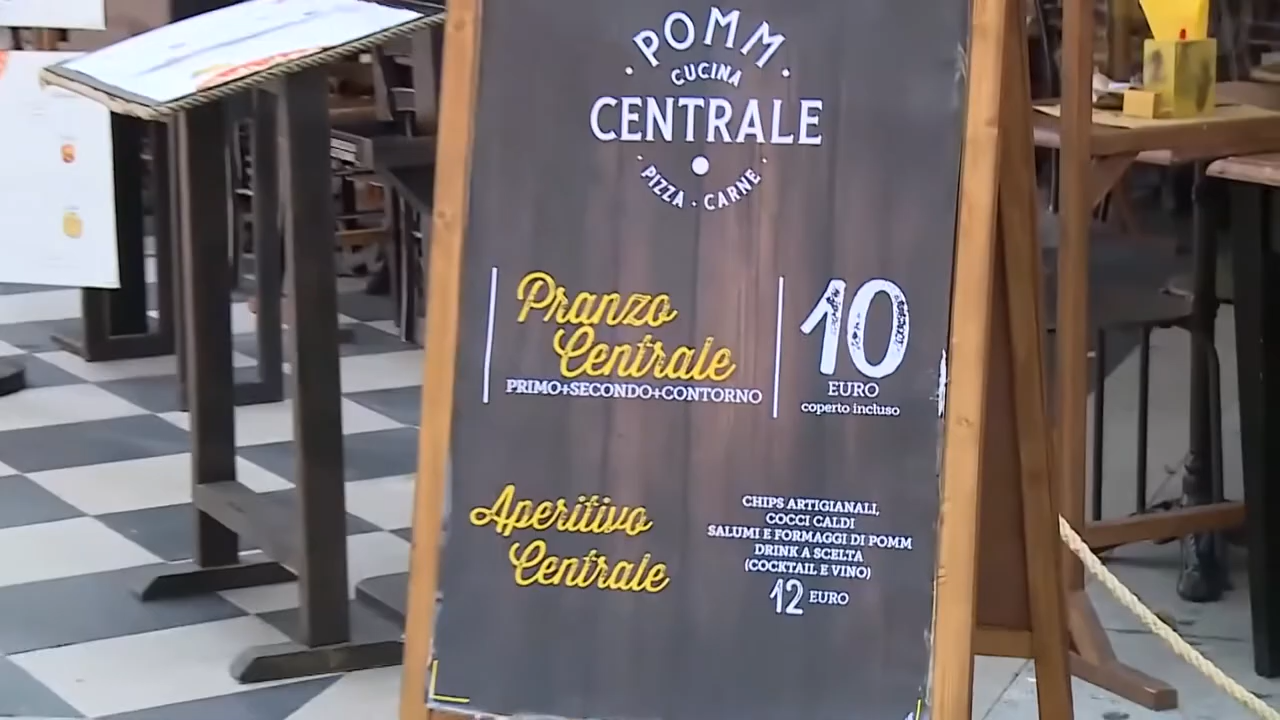 POMM
CUCINA
CENTRALE
PIZZA · CARNE
Pranzo
Centrale
PRIMO+SECONDO+CONTORNO
10
EURO
coperto incluso
Aperitivo
Centrale
CHIPS ARTIGIANALI,
COCCI CALDI
SALUMI E FORMAGGI DI POMM
DRINK A SCELTA
(COCKTAIL E VINO)
12 EURO